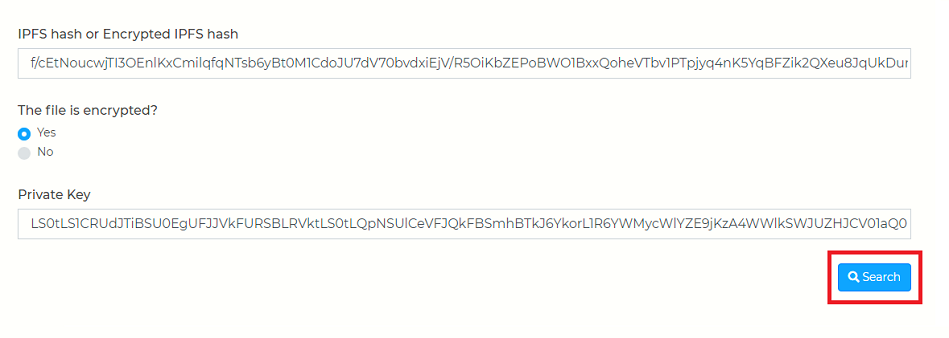 IPFS hash or Encrypted IPFS hash
f/cEtNoucwjTI3OEnlKxCmilqfqNTsb6yBt0M1CdoJU7dV70bvdxiEjV/R5OiKbZEPoBWO1BxxQoheVTbv1PTpjyq4nK5YqBFZik2QXeu8JqUkDur
The file is encrypted?
Yes
No
Private Key
LS0tLS1CRUdJTiBSU0EgUFJJVkFURSBLRVktLS0tLQpNSUlCeVFJQkFBSmhBTkJ6YkorL1R6YWMycWlYZE9jKzA4WWlkSWJUZHJCV01aQ0
Search